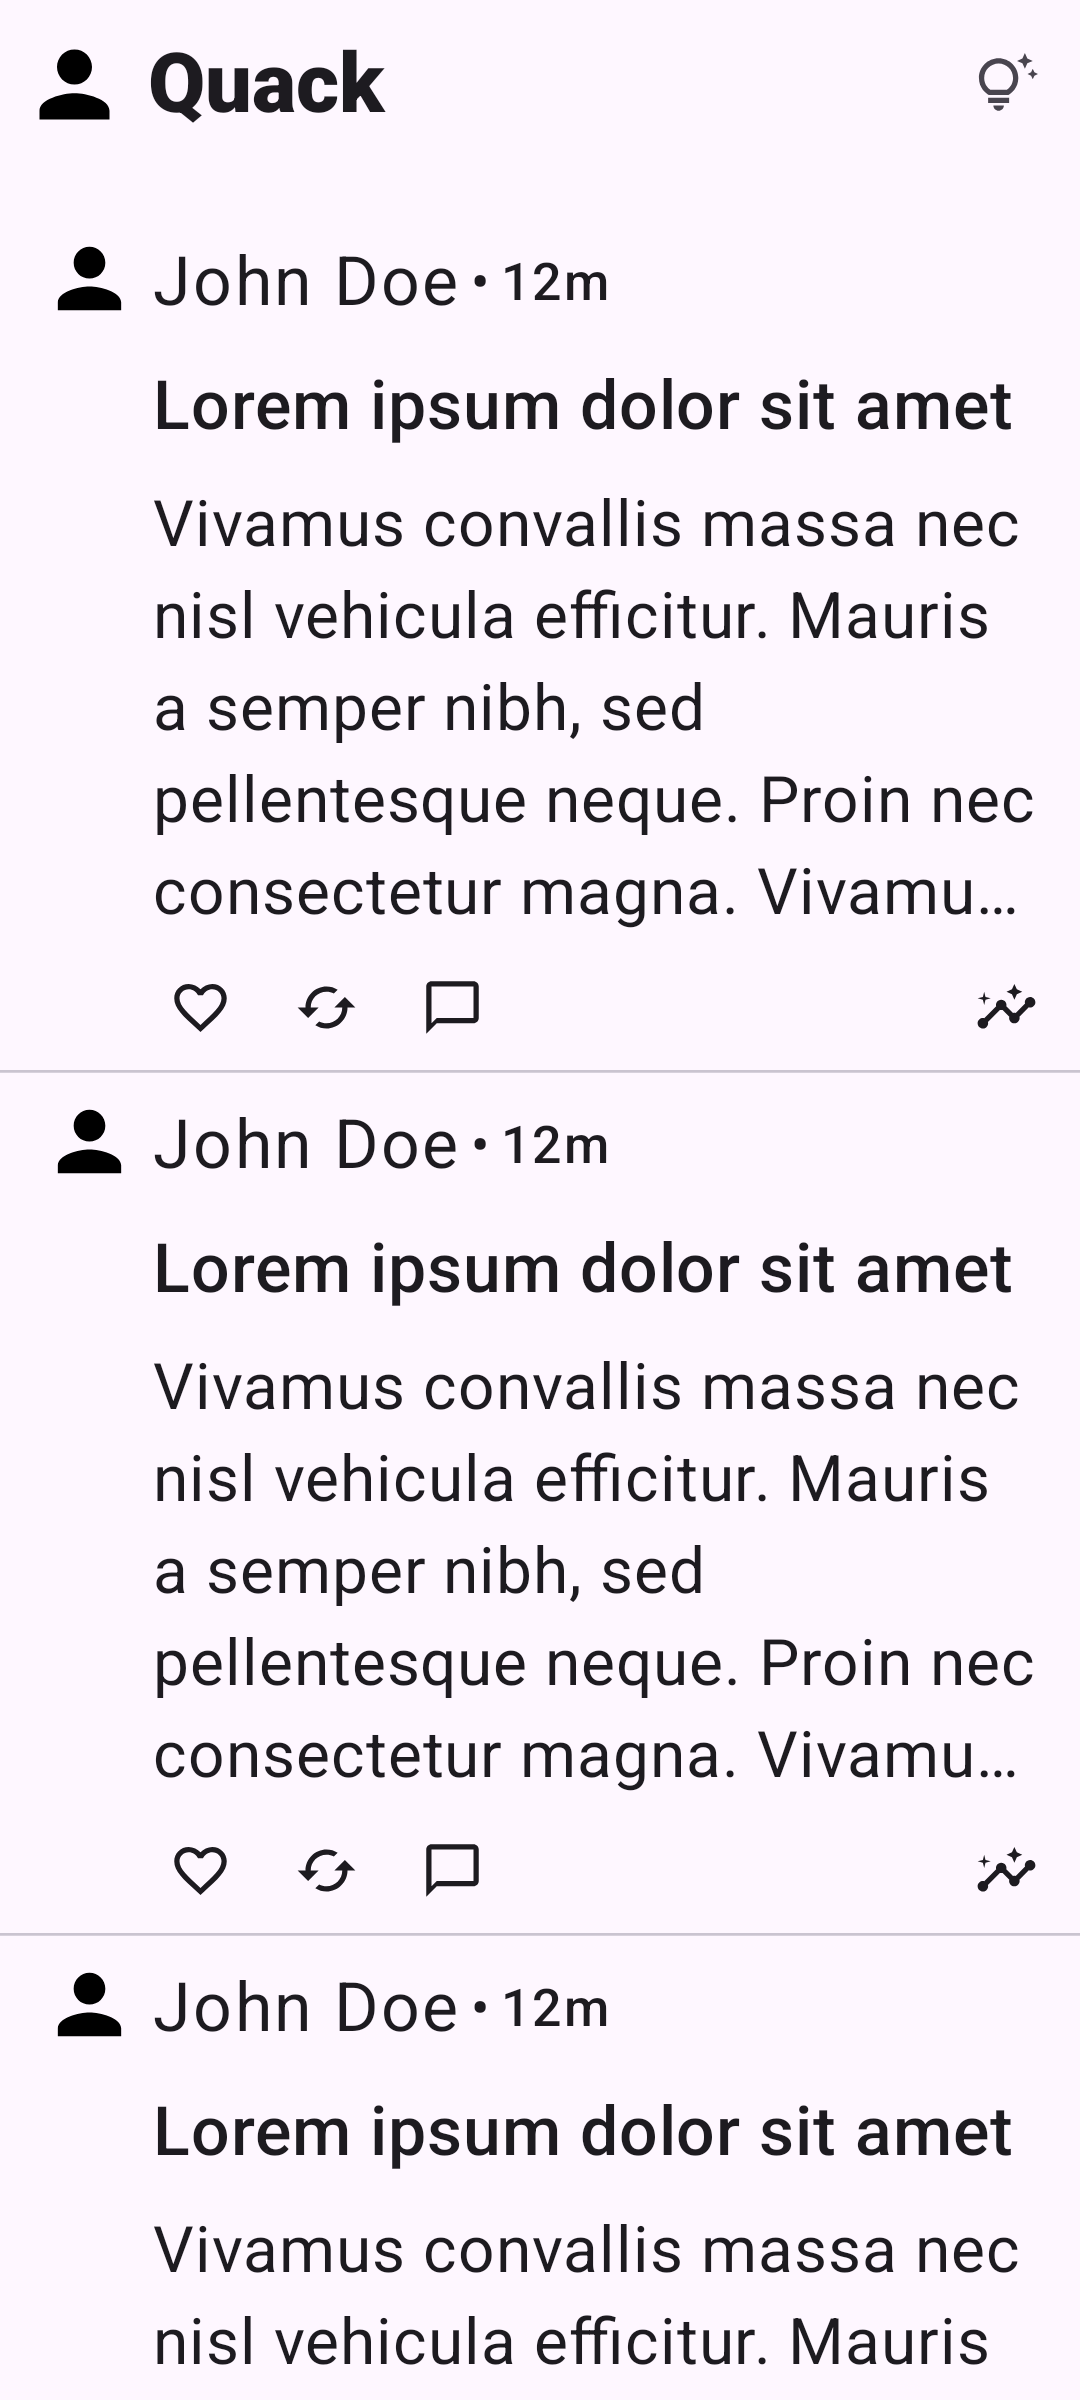 Quack
John Doe • 12m
Lorem ipsum dolor sit amet
Vivamus convallis massa nec
nisl vehicula efficitur. Mauris
a semper nibh, sed
pellentesque neque. Proin nec
consectetur magna. Vivamu…
John Doe • 12m
Lorem ipsum dolor sit amet
Vivamus convallis massa nec
nisl vehicula efficitur. Mauris
a semper nibh, sed
pellentesque neque. Proin nec
consectetur magna. Vivamu…
John Doe • 12m
Lorem ipsum dolor sit amet
Vivamus convallis massa nec
nisl vehicula efficitur. Mauris